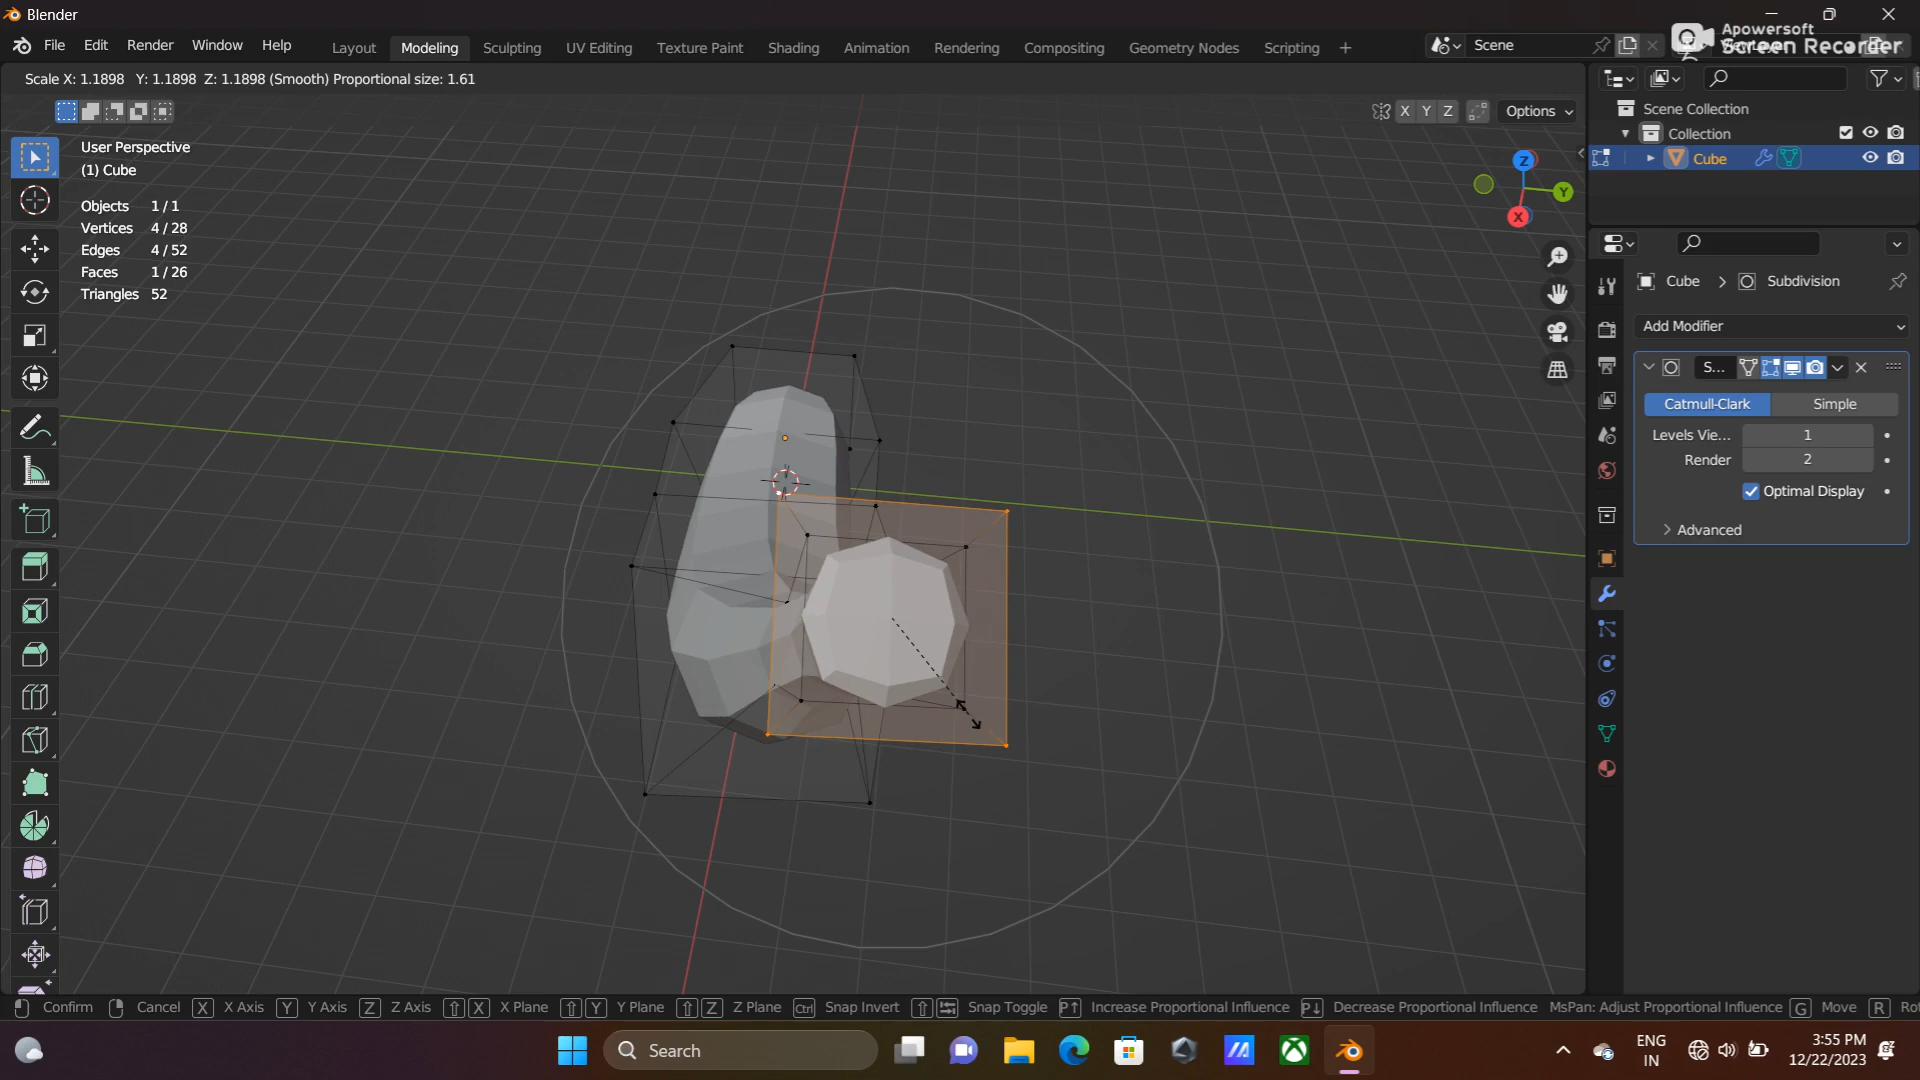 Blender
File Edit Render Window Help Layout Modeling Sculpting UV Editing Texture Paint Shading Animation Rendering Compositing Geometry Nodes Scripting + Scene
Apowersoft
Screen Recorder
Scale X: 1.1898 Y: 1.1898 Z: 1.1898 (Smooth) Proportional size: 1.61
X Y Z Options
User Perspective
(1) Cube
Objects 1/1
Vertices 4/28
Edges 4/52
Faces 1/26
Triangles 52
Z
Y
X
Scene Collection
Collection
Cube
Cube > Subdivision
Add Modifier
S...
Catmull-Clark Simple
Levels Vie... 1
Render 2
Optimal Display
Advanced
Confirm Cancel X X Axis Y Y Axis Z Z Axis X X Plane Y Y Plane Z Z Plane Ctrl Snap Invert Snap Toggle P↑ Increase Proportional Influence P↓ Decrease Proportional Influence MsPan: Adjust Proportional Influence G Move R Rot
Search
ENG
IN
3:55 PM
12/22/2023